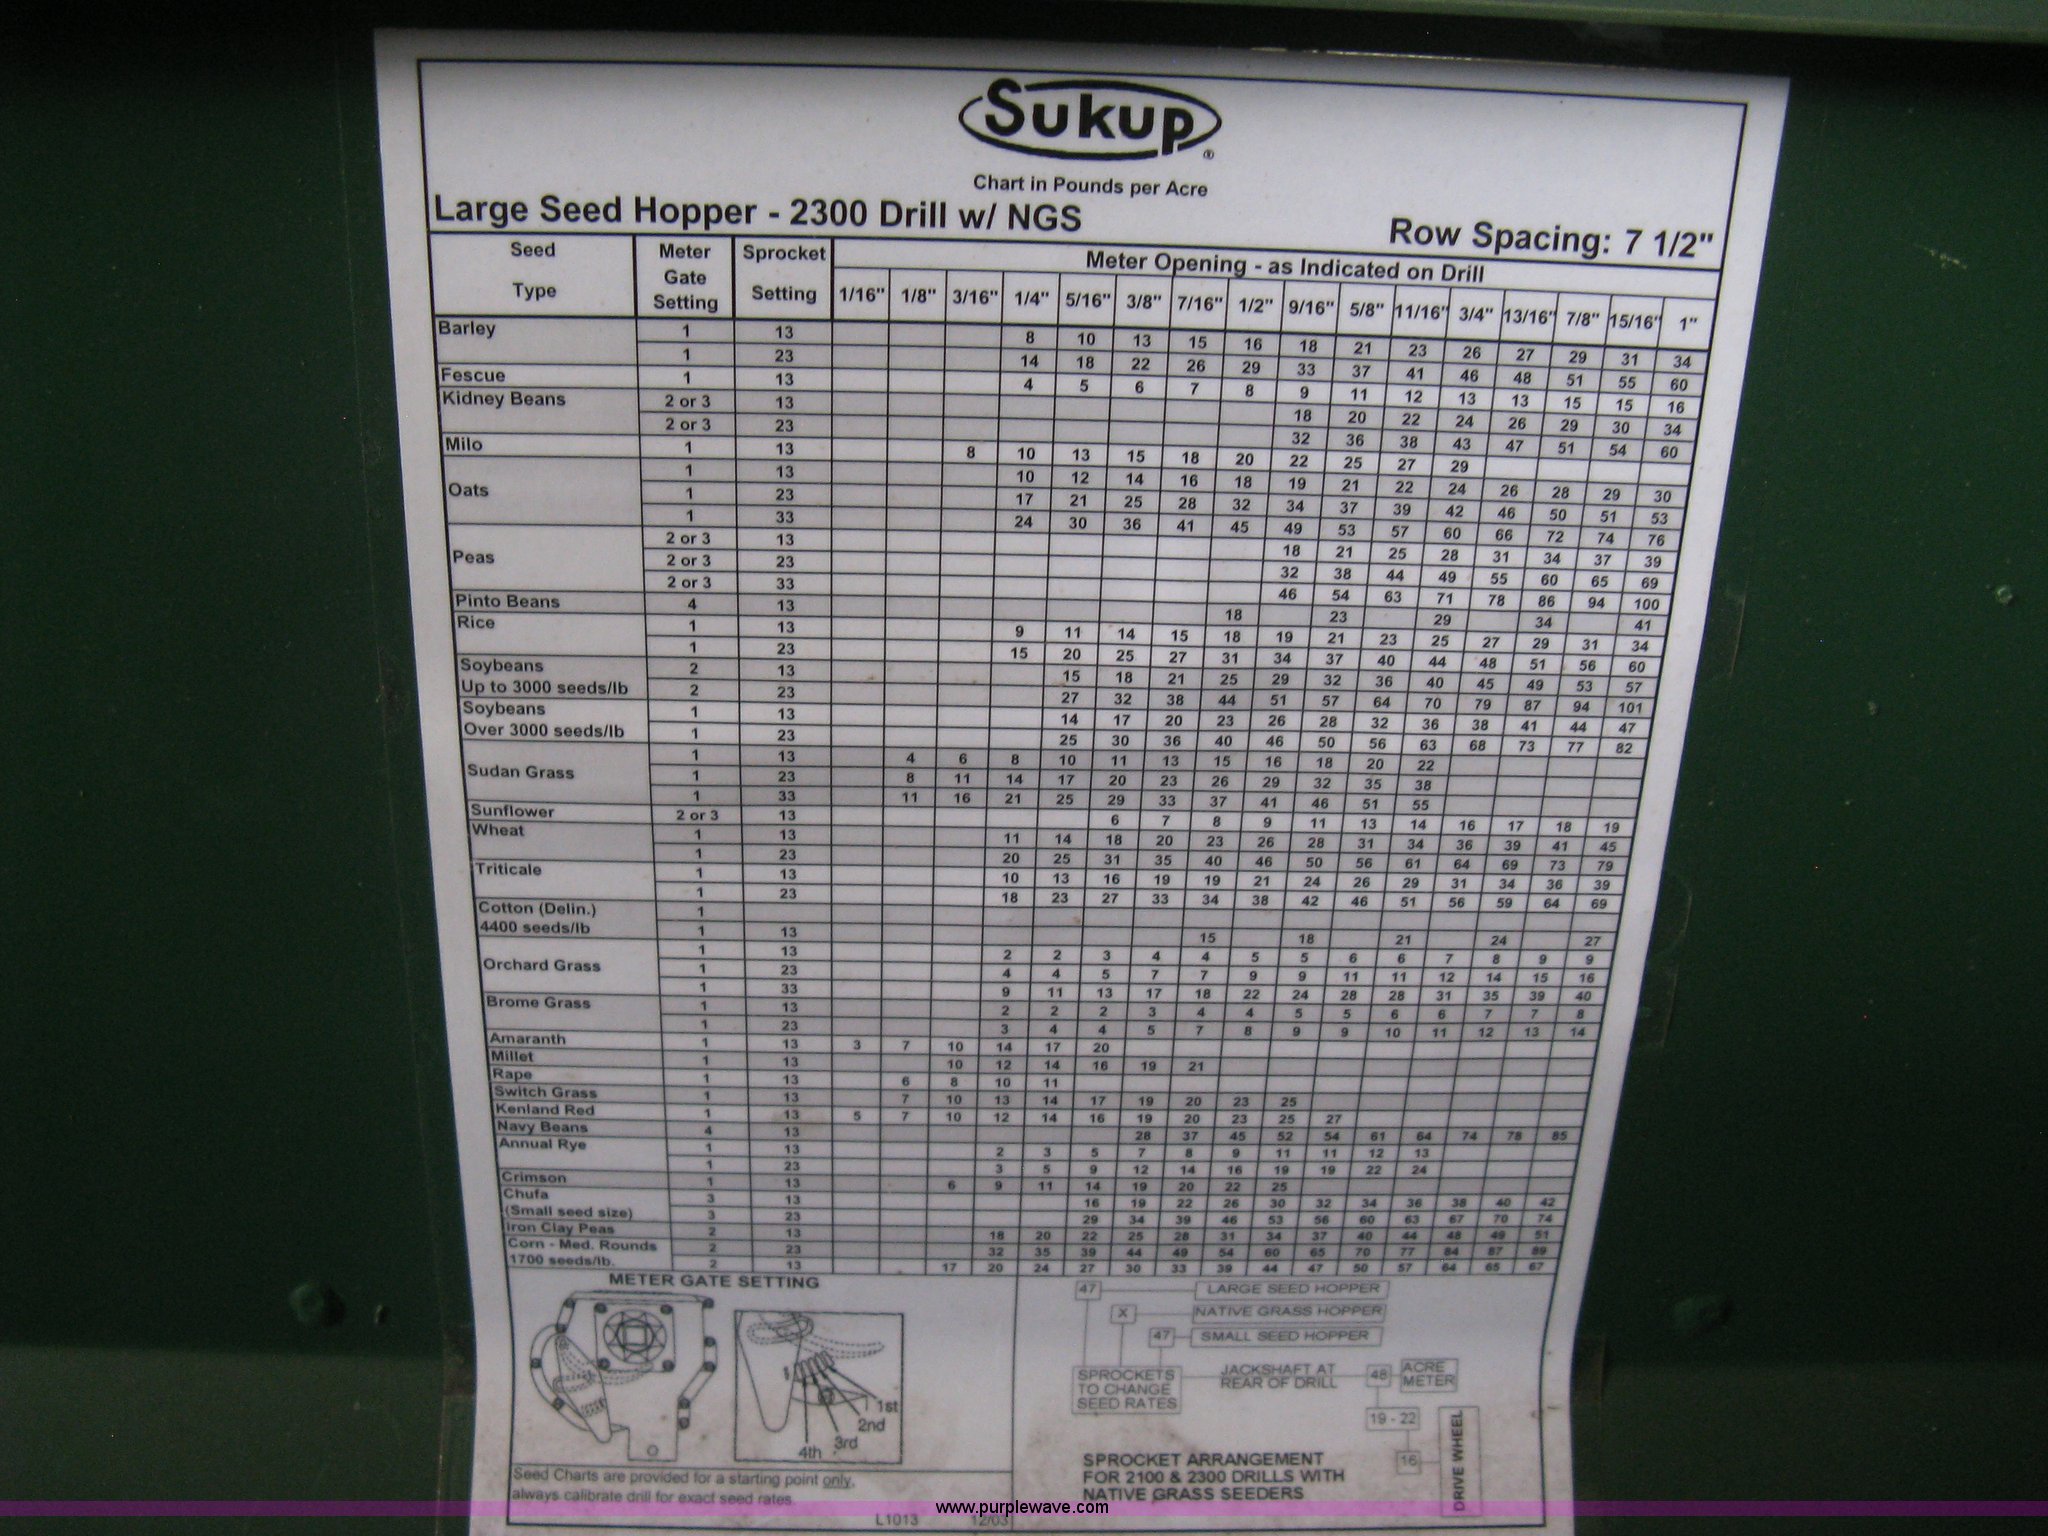 Sukup®
Chart in Pounds per Acre
Large Seed Hopper - 2300 Drill w/ NGS
Row Spacing: 7 1/2"
Seed Type Meter Gate Setting Sprocket Setting Meter Opening - as Indicated on Drill
1/16" 1/8" 3/16" 1/4" 5/16" 3/8" 7/16" 1/2" 9/16" 5/8" 11/16" 3/4" 13/16" 7/8" 15/16" 1"
Barley 1 13 8 10 13 15 16 18 21 23 26 27 29 31 34
1 23 14 18 22 26 29 33 37 41 46 48 51 55 60
Fescue 1 13 4 5 6 7 8 9 11 12 13 13 15 15 16
Kidney Beans 2 or 3 13 18 20 22 24 26 29 30 34
2 or 3 23 32 36 38 43 47 51 54 60
Milo 1 13 8 10 13 15 18 20 22 25 27 29
Oats 1 13 10 12 14 16 18 19 21 22 24 26 28 29 30
1 23 17 21 25 28 32 34 37 39 42 46 50 51 53
1 33 24 30 36 41 45 49 53 57 60 66 72 74 76
Peas 2 or 3 13 18 21 25 28 31 34 37 39
2 or 3 23 32 38 44 49 55 60 65 69
2 or 3 33 46 54 63 71 78 86 94 100
Pinto Beans 4 13 18 23 29 34 41
Rice 1 13 9 11 14 15 18 19 21 23 25 27 29 31 34
1 23 15 20 25 27 31 34 37 40 44 48 51 56 60
Soybeans 2 13 15 18 21 25 29 32 36 40 45 49 53 57
Up to 3000 seeds/lb 2 23 27 32 38 44 51 57 64 70 79 87 94 101
Soybeans 1 13 14 17 20 23 26 28 32 36 38 41 44 47
Over 3000 seeds/lb 1 23 25 30 36 40 46 50 56 63 68 73 77 82
Sudan Grass 1 13 4 6 8 10 11 13 15 16 18 20 22
1 23 8 11 14 17 20 23 26 29 32 35 38
1 33 11 16 21 25 29 33 37 41 46 51 55
Sunflower 2 or 3 13 6 7 8 9 11 13 14 16 17 18 19
Wheat 1 13 11 14 18 20 23 26 28 31 34 36 39 41 45
1 23 20 25 31 35 40 46 50 56 61 64 69 73 79
Triticale 1 13 10 13 16 19 19 21 24 26 29 31 34 36 39
1 23 18 23 27 33 34 38 42 46 51 56 59 64 69
Cotton (Delin.) 1
4400 seeds/lb 1 13 15 18 21 24 27
Orchard Grass 1 13 2 2 3 4 4 5 5 6 6 7 8 9 9
1 23 4 4 5 7 7 9 9 11 11 12 14 15 16
1 33 9 11 13 17 18 22 24 28 28 31 35 39 40
Brome Grass 1 13 2 2 2 3 4 4 5 5 6 6 7 7 8
1 23 3 4 4 5 7 8 9 9 10 11 12 13 14
Amaranth 1 13 3 7 10 14 17 20
Millet 1 13 10 12 14 16 19 21
Rape 1 13 6 8 10 11
Switch Grass 1 13 7 10 13 14 17 19 20 23 25
Kenland Red 1 13 5 7 10 12 14 16 19 20 23 25 27
Navy Beans 4 13 28 37 45 52 54 61 64 74 78 85
Annual Rye 1 13 2 3 5 7 8 9 11 11 12 13
1 23 3 5 9 12 14 16 19 19 22 24
Crimson 1 13 6 9 11 14 19 20 22 25
Chufa 3 13 16 19 22 26 30 32 34 36 38 40 42
(Small seed size) 3 23 29 34 39 46 53 56 60 63 67 70 74
Iron Clay Peas 2 13 18 20 22 25 28 31 34 37 40 44 48 49 51
Corn - Med. Rounds 2 23 32 35 39 44 49 54 60 65 70 77 84 87 89
1700 seeds/lb. 2 13 17 20 24 27 30 33 39 44 47 50 57 64 65 67
METER GATE SETTING
1st
2nd
3rd
4th
Seed Charts are provided for a starting point only,
always calibrate drill for exact seed rates.
L1013 12/03
47 LARGE SEED HOPPER
X NATIVE GRASS HOPPER
47 SMALL SEED HOPPER
SPROCKETS TO CHANGE SEED RATES
JACKSHAFT AT REAR OF DRILL
48 ACRE METER
19 - 22
16
DRIVE WHEEL
SPROCKET ARRANGEMENT
FOR 2100 & 2300 DRILLS WITH
NATIVE GRASS SEEDERS
www.purplewave.com